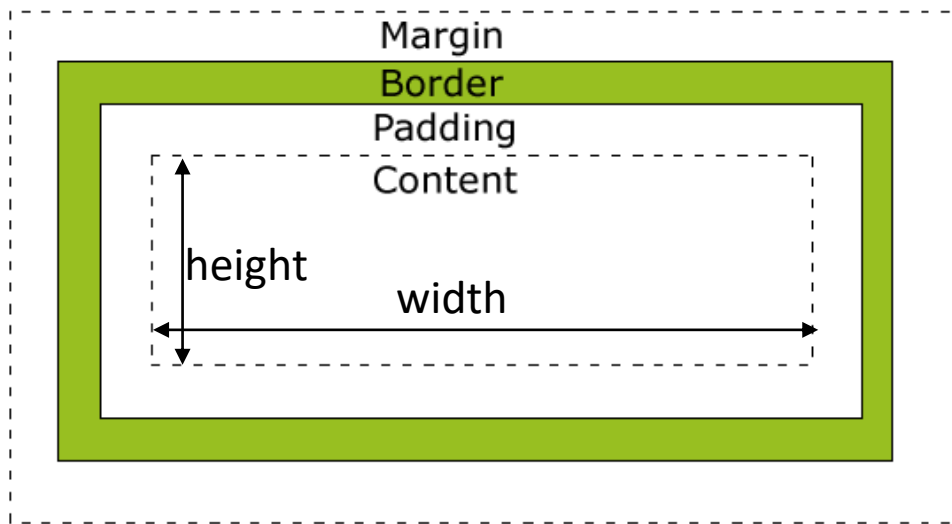 Margin
Border
Padding
Content
height
width